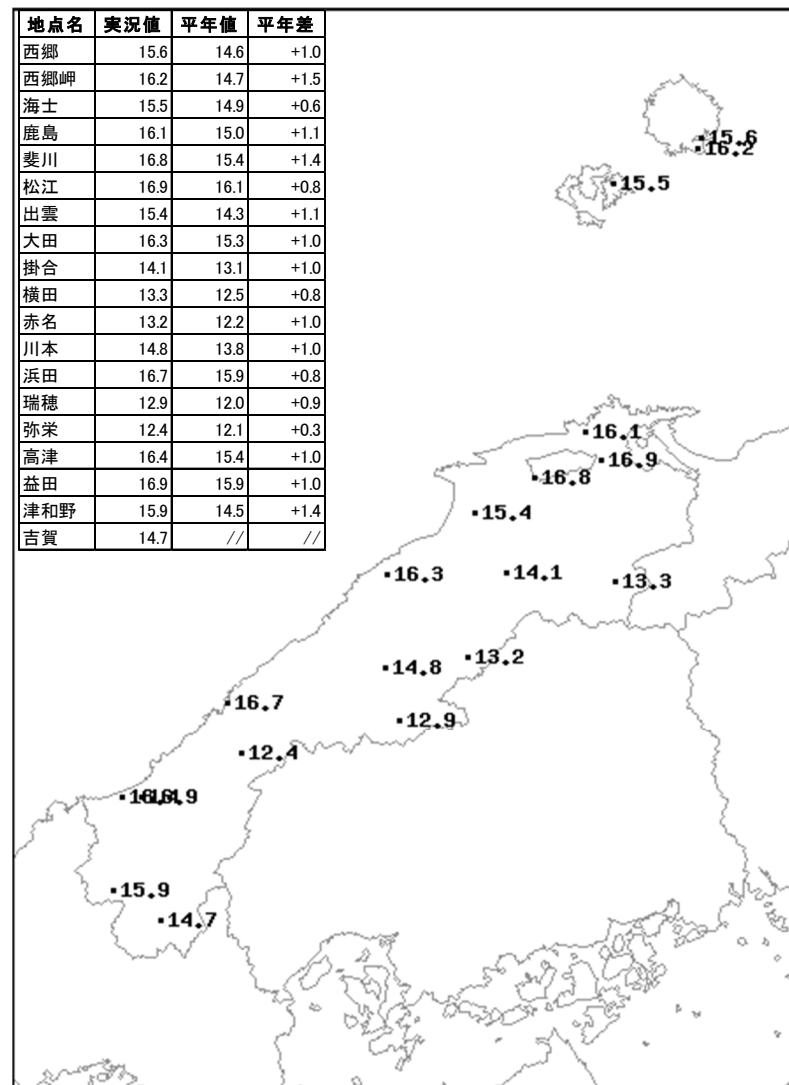 地点名 実況値 平年値 平年差
西郷 15.6 14.6 +1.0
西郷岬 16.2 14.7 +1.5
海士 15.5 14.9 +0.6
鹿島 16.1 15.0 +1.1
斐川 16.8 15.4 +1.4
松江 16.9 16.1 +0.8
出雲 15.4 14.3 +1.1
大田 16.3 15.3 +1.0
掛合 14.1 13.1 +1.0
横田 13.3 12.5 +0.8
赤名 13.2 12.2 +1.0
川本 14.8 13.8 +1.0
浜田 16.7 15.9 +0.8
瑞穂 12.9 12.0 +0.9
弥栄 12.4 12.1 +0.3
高津 16.4 15.4 +1.0
益田 16.9 15.9 +1.0
津和野 15.9 14.5 +1.4
吉賀 14.7 // //
15.6
16.2
15.5
16.1
16.9
16.8
15.4
16.3
14.1
13.3
13.2
14.8
16.7
12.9
12.4
15.9
14.7